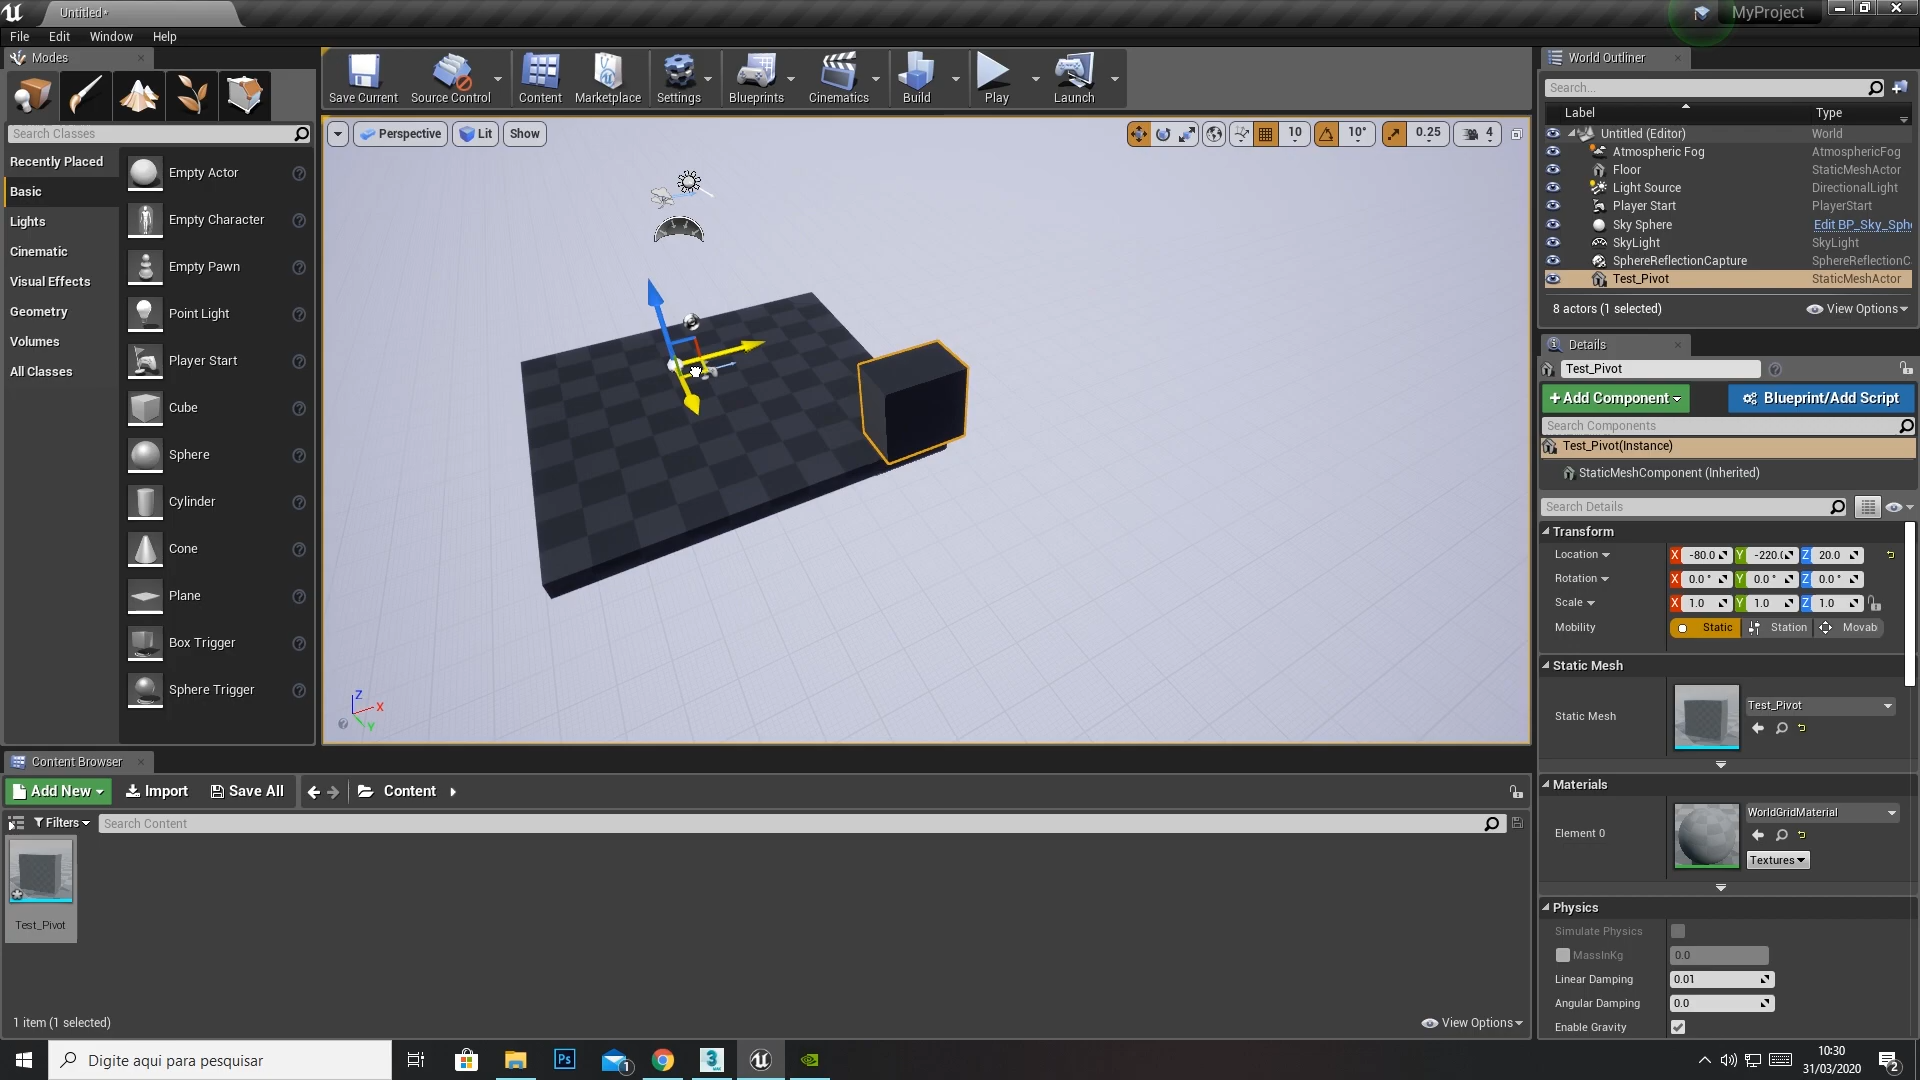 Untitled*
MyProject
File Edit Window Help
Modes
Search Classes
Recently Placed
Basic
Lights
Cinematic
Visual Effects
Geometry
Volumes
All Classes
Empty Actor
Empty Character
Empty Pawn
Point Light
Player Start
Cube
Sphere
Cylinder
Cone
Plane
Box Trigger
Sphere Trigger
Save Current Source Control Content Marketplace Settings Blueprints Cinematics Build Play Launch
Perspective Lit Show
10 10° 0.25 4
Z
X
Y
World Outliner
Search...
Label Type
Untitled (Editor) World
Atmospheric Fog AtmosphericFog
Floor StaticMeshActor
Light Source DirectionalLight
Player Start PlayerStart
Sky Sphere Edit BP_Sky_Sph
SkyLight SkyLight
SphereReflectionCapture SphereReflectionC
Test_Pivot StaticMeshActor
8 actors (1 selected) View Options
Details
Test_Pivot
+Add Component Blueprint/Add Script
Search Components
Test_Pivot(Instance)
StaticMeshComponent (Inherited)
Search Details
Transform
Location X -80.0 Y -220.( Z 20.0
Rotation X 0.0 ° Y 0.0 ° Z 0.0 °
Scale X 1.0 Y 1.0 Z 1.0
Mobility Static Station Movab
Static Mesh
Static Mesh Test_Pivot
Materials
Element 0 WorldGridMaterial
Textures
Physics
Simulate Physics
MassInKg 0.0
Linear Damping 0.01
Angular Damping 0.0
Enable Gravity
Content Browser
Add New Import Save All Content
Filters Search Content
Test_Pivot
1 item (1 selected) View Options
Digite aqui para pesquisar
Ps
1
3
MAX
10:30
31/03/2020
2